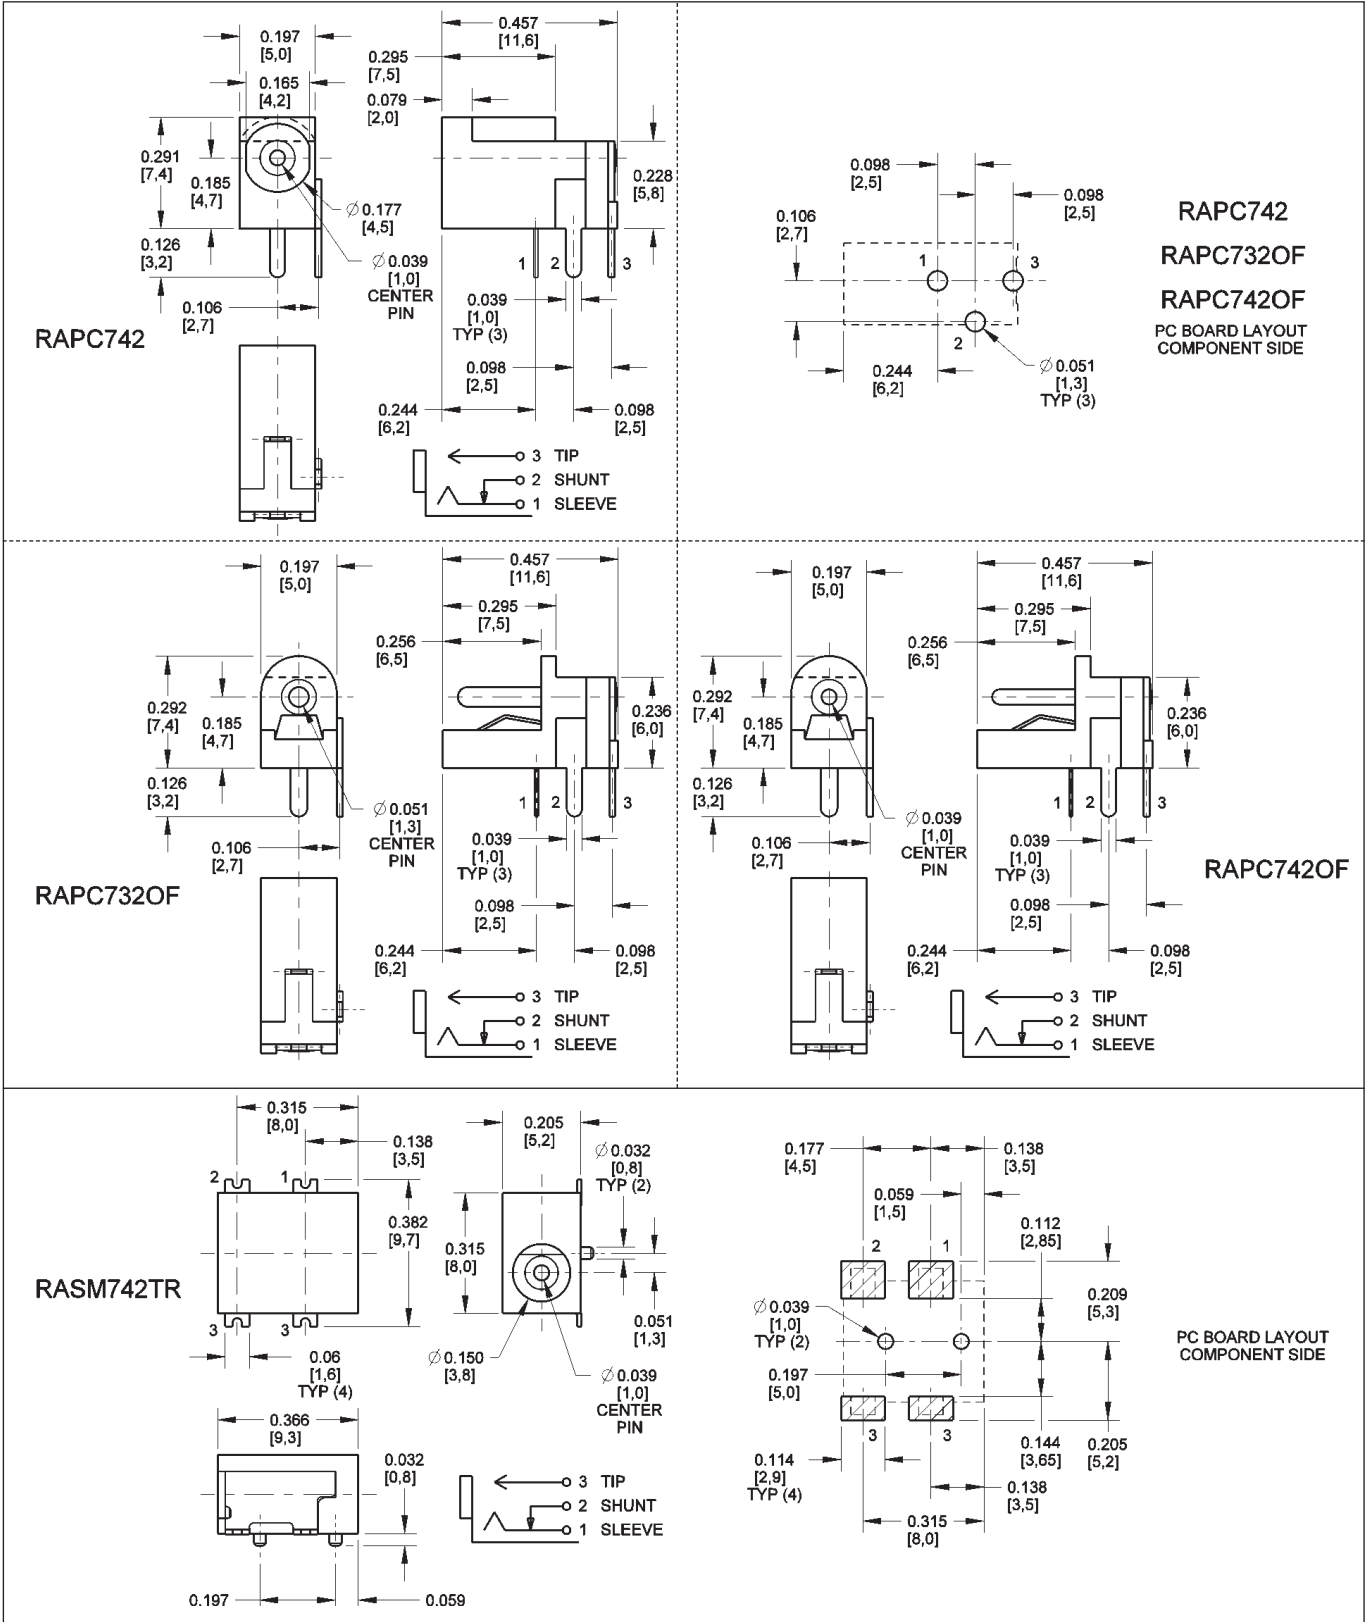 0.197
[5,0]
0.165
[4,2]
0.291
[7,4]
0.185
[4,7]
0.126
[3,2]
0.106
[2,7]
Ø 0.177
[4,5]
Ø 0.039
[1,0]
CENTER
PIN
RAPC742
0.457
[11,6]
0.295
[7,5]
0.079
[2,0]
0.228
[5,8]
1 2 3
0.039
[1,0]
TYP (3)
0.098
[2,5]
0.244
[6,2]
0.098
[2,5]
3 TIP
2 SHUNT
1 SLEEVE
0.098
[2,5]
0.098
[2,5]
0.106
[2,7]
1 3
2
0.244
[6,2]
Ø 0.051
[1,3]
TYP (3)
RAPC742
RAPC732OF
RAPC742OF
PC BOARD LAYOUT
COMPONENT SIDE
0.197
[5,0]
0.292
[7,4]
0.185
[4,7]
0.126
[3,2]
0.106
[2,7]
Ø 0.051
[1,3]
CENTER
PIN
RAPC732OF
0.457
[11,6]
0.295
[7,5]
0.256
[6,5]
0.236
[6,0]
1 2 3
0.039
[1,0]
TYP (3)
0.098
[2,5]
0.244
[6,2]
0.098
[2,5]
3 TIP
2 SHUNT
1 SLEEVE
0.197
[5,0]
0.292
[7,4]
0.185
[4,7]
0.126
[3,2]
0.106
[2,7]
Ø 0.039
[1,0]
CENTER
PIN
0.457
[11,6]
0.295
[7,5]
0.256
[6,5]
0.236
[6,0]
1 2 3
0.039
[1,0]
TYP (3)
RAPC742OF
0.098
[2,5]
0.244
[6,2]
0.098
[2,5]
3 TIP
2 SHUNT
1 SLEEVE
0.315
[8,0]
0.138
[3,5]
2 1
0.382
[9,7]
RASM742TR
3 3
0.06
[1,6]
TYP (4)
0.205
[5,2]
Ø 0.032
[0,8]
TYP (2)
0.315
[8,0]
0.051
[1,3]
Ø 0.150
[3,8]
Ø 0.039
[1,0]
CENTER
PIN
0.366
[9,3]
0.032
[0,8]
0.197
0.059
3 TIP
2 SHUNT
1 SLEEVE
0.177
[4,5]
0.138
[3,5]
0.059
[1,5]
0.112
[2,85]
2 1
0.209
[5,3]
Ø 0.039
[1,0]
TYP (2)
0.197
[5,0]
3 3
0.114
[2,9]
TYP (4)
0.144
[3,65]
0.205
[5,2]
0.138
[3,5]
0.315
[8,0]
PC BOARD LAYOUT
COMPONENT SIDE